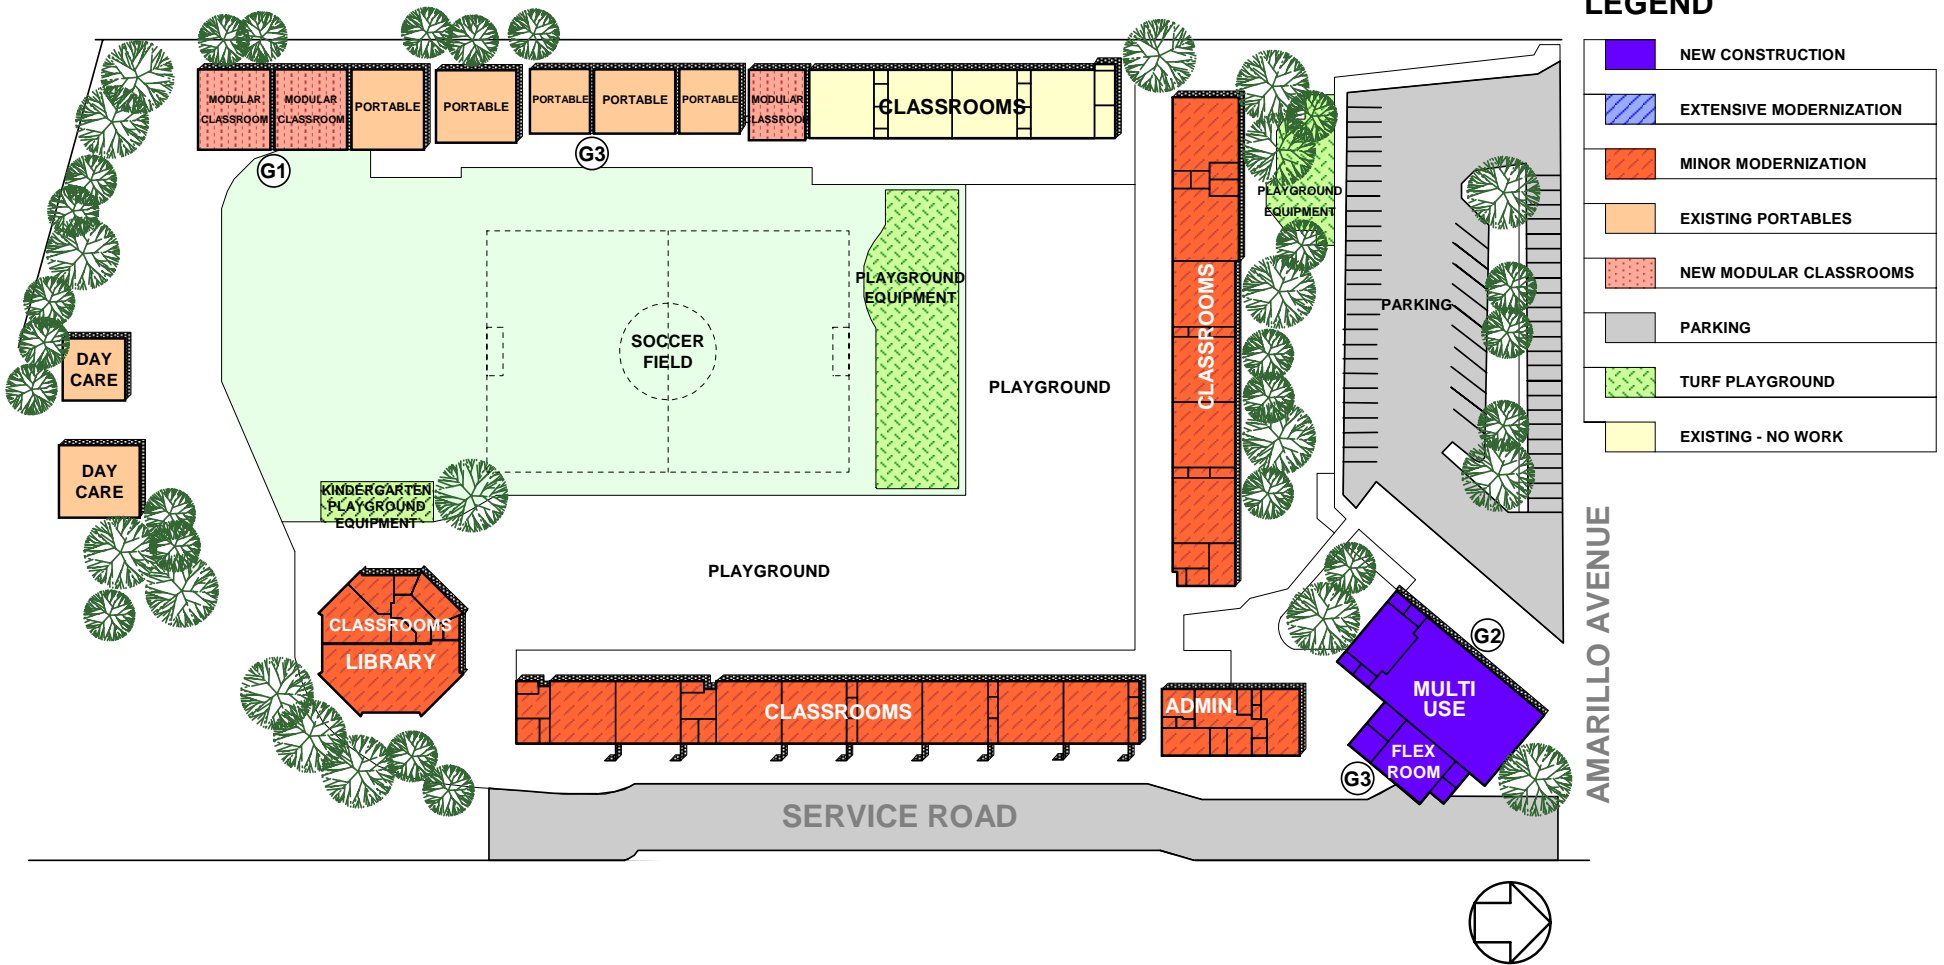 LEGEND
NEW CONSTRUCTION
EXTENSIVE MODERNIZATION
MINOR MODERNIZATION
EXISTING PORTABLES
NEW MODULAR CLASSROOMS
PARKING
TURF PLAYGROUND
EXISTING - NO WORK
MODULAR
CLASSROOM
MODULAR
CLASSROOM
PORTABLE
PORTABLE
PORTABLE
PORTABLE
PORTABLE
MODULAR
CLASSROOM
CLASSROOMS
G1
G3
PLAYGROUND
EQUIPMENT
PLAYGROUND
EQUIPMENT
CLASSROOMS
PARKING
SOCCER
FIELD
PLAYGROUND
DAY
CARE
DAY
CARE
KINDERGARTEN
PLAYGROUND
EQUIPMENT
PLAYGROUND
CLASSROOMS
LIBRARY
CLASSROOMS
ADMIN.
G2
MULTI
USE
FLEX
ROOM
G3
AMARILLO AVENUE
SERVICE ROAD